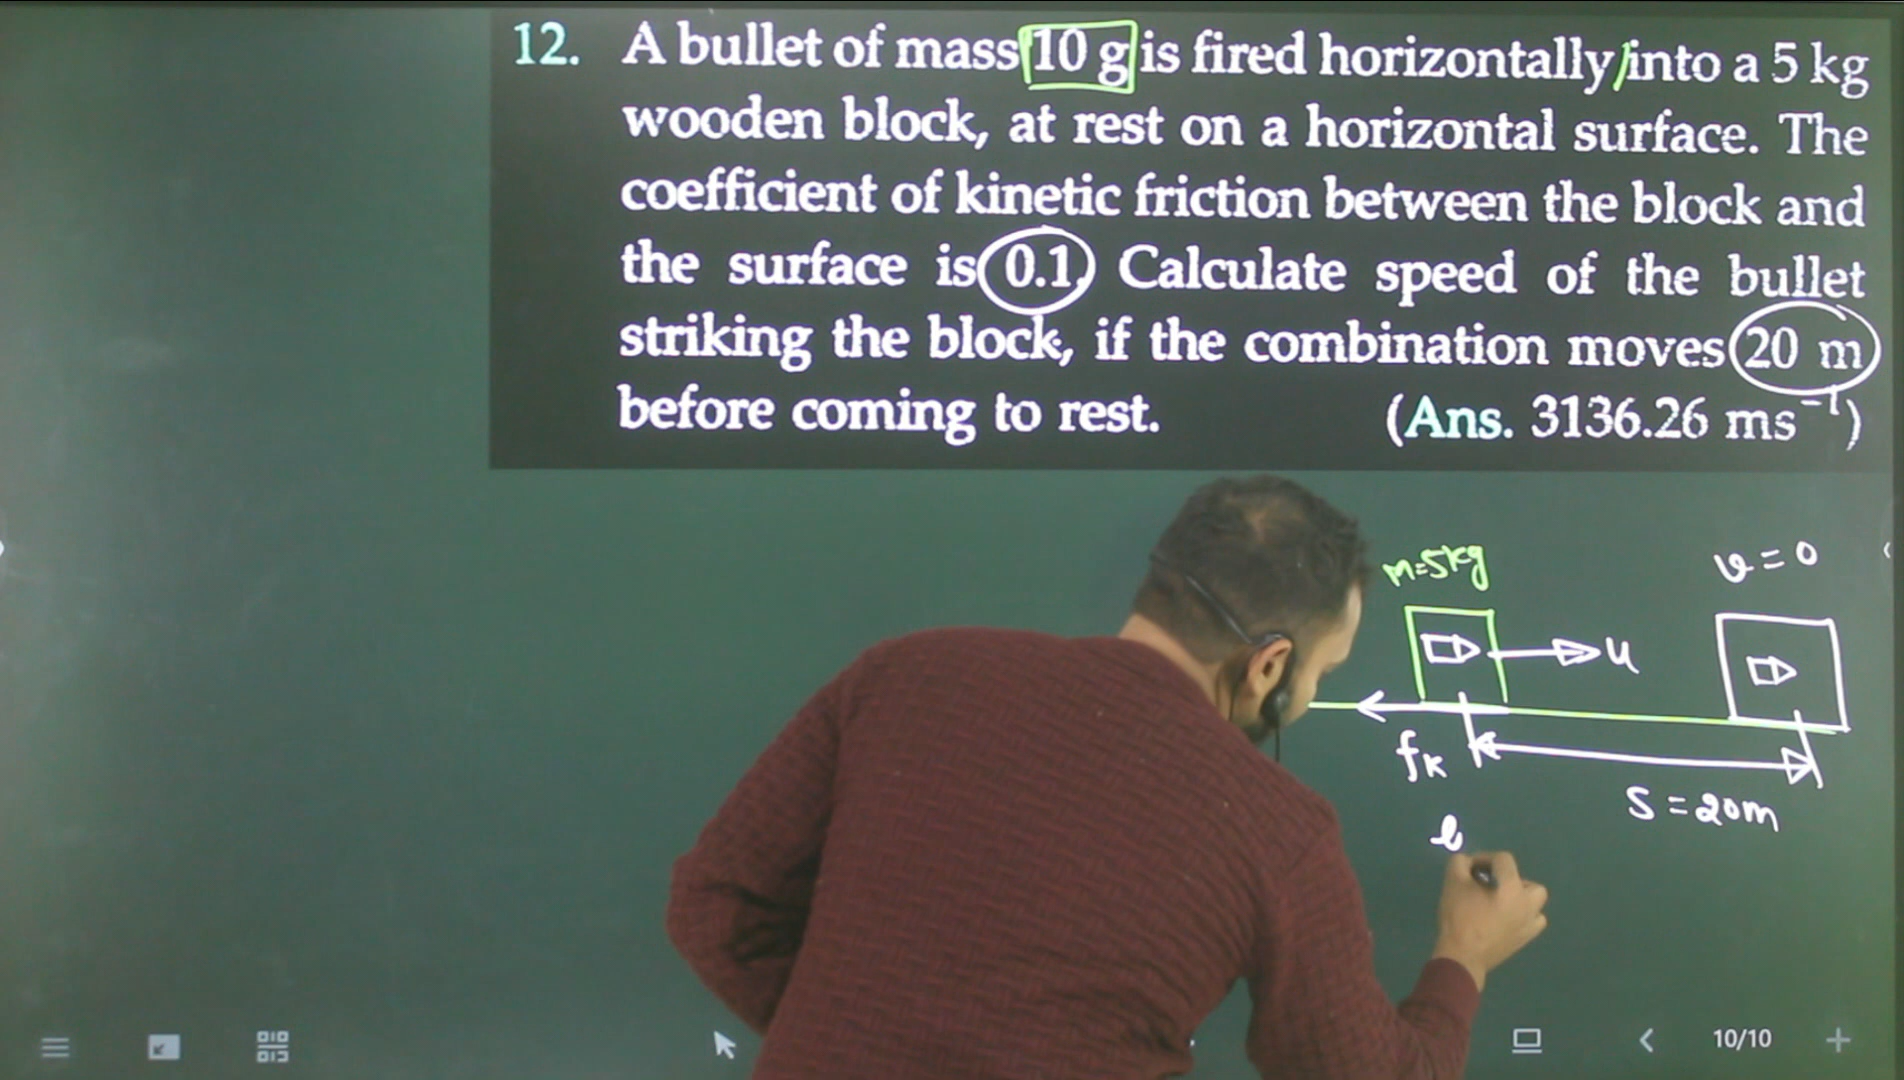 12. A bullet of mass 10 g is fired horizontally into a 5 kg
wooden block, at rest on a horizontal surface. The
coefficient of kinetic friction between the block and
the surface is 0.1. Calculate speed of the bullet
striking the block, if the combination moves 20 m
before coming to rest. (Ans. 3136.26 ms⁻¹)
m=5kg
v=0
u
fk
S = 20m
10/10